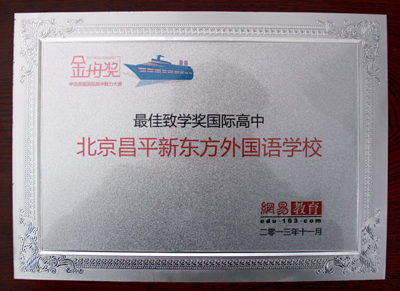 金舟奖
最佳致学奖国际高中
北京昌平新东方外国语学校
網易教育
edu.163.com
二零一三年十一月